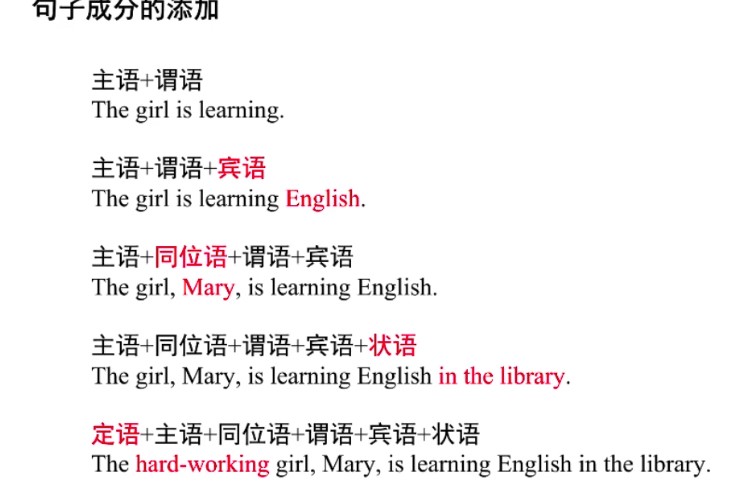 句子成分的添加
主语+谓语
The girl is learning.
主语+谓语+宾语
The girl is learning English.
主语+同位语+谓语+宾语
The girl, Mary, is learning English.
主语+同位语+谓语+宾语+状语
The girl, Mary, is learning English in the library.
定语+主语+同位语+谓语+宾语+状语
The hard-working girl, Mary, is learning English in the library.